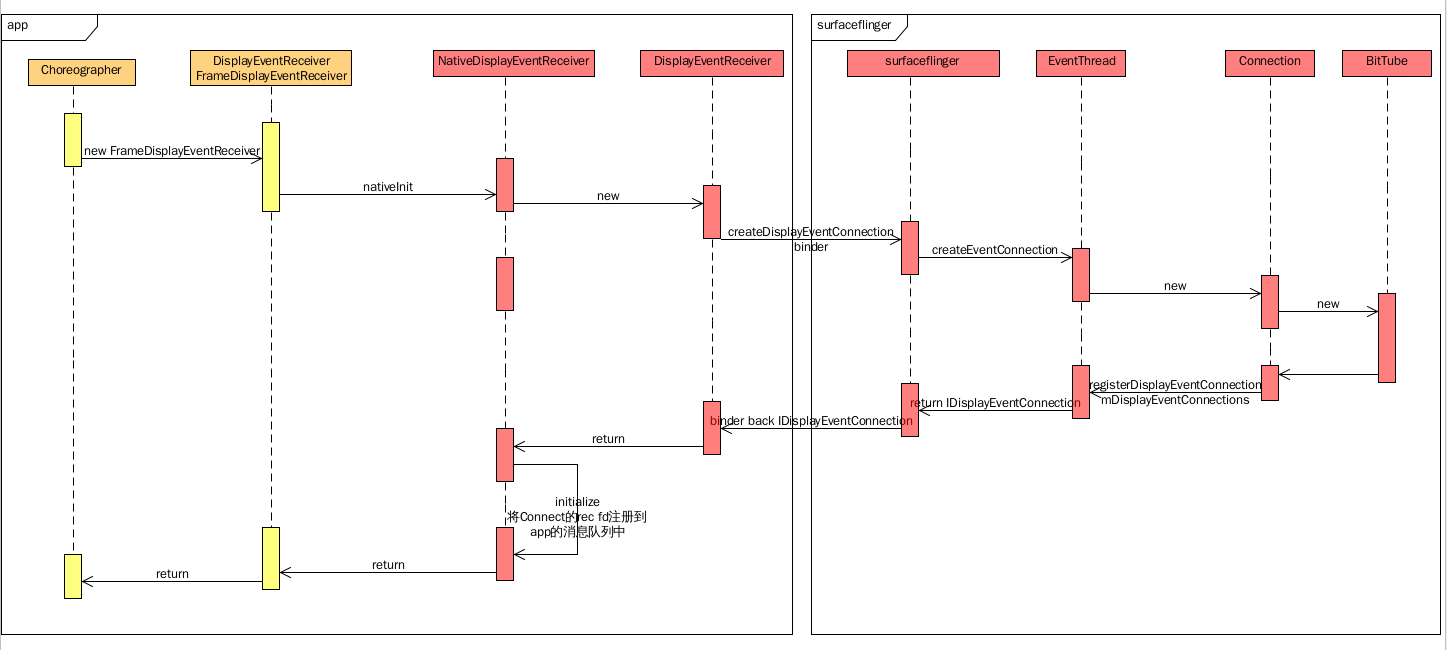 app
surfaceflinger
Choreographer
DisplayEventReceiver
FrameDisplayEventReceiver
NativeDisplayEventReceiver
DisplayEventReceiver
surfaceflinger
EventThread
Connection
BitTube
new FrameDisplayEventReceiver
nativeInit
new
createDisplayEventConnection
binder
createEventConnection
new
new
registerDisplayEventConnection
mDisplayEventConnections
return IDisplayEventConnection
binder back IDisplayEventConnection
return
initialize
将Connect的rec fd注册到
app的消息队列中
return
return